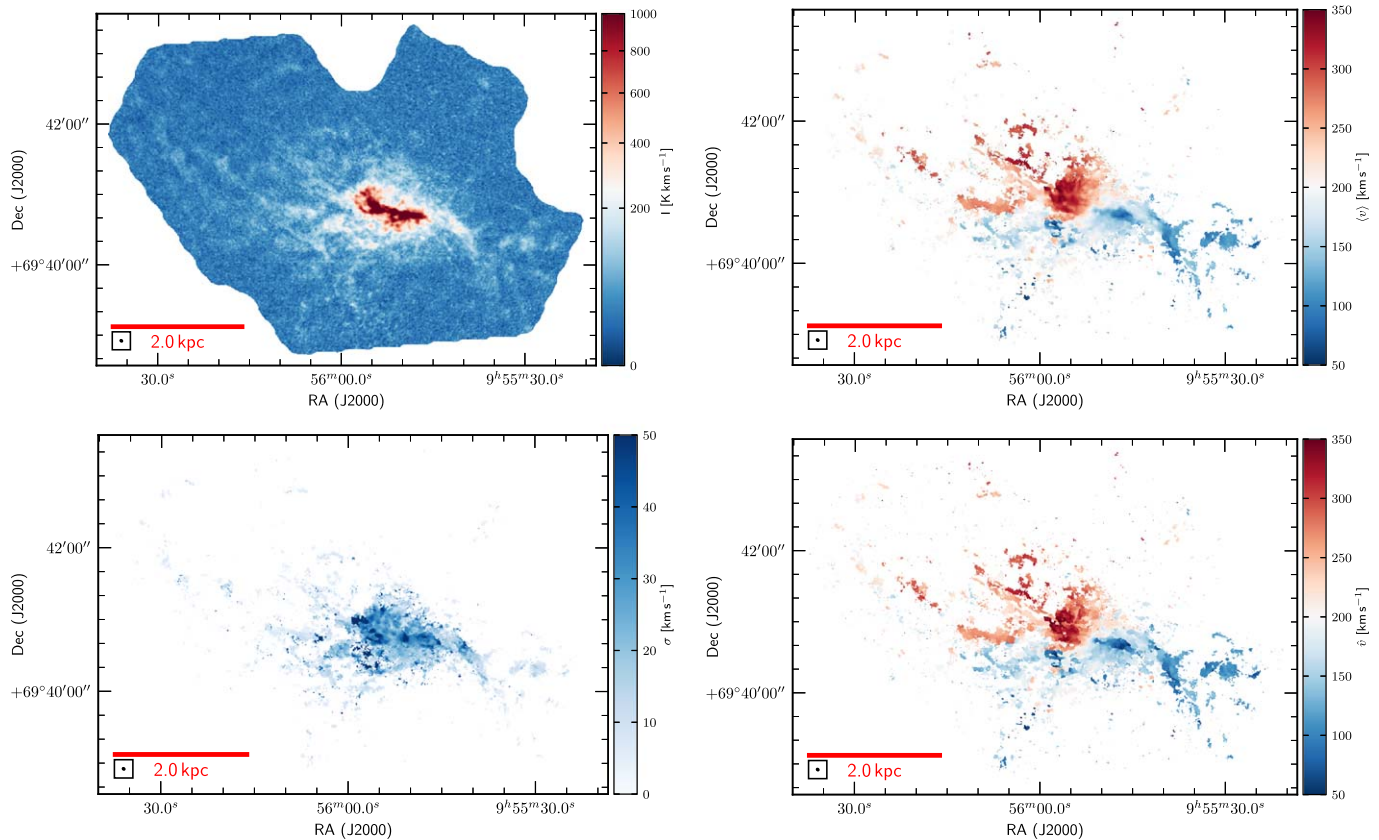 1000
800
600
400
200
0
I [K km s⁻¹]
Dec (J2000)
42′00″
+69°40′00″
2.0 kpc
30.0ˢ
56ᵐ00.0ˢ
9ʰ55ᵐ30.0ˢ
RA (J2000)
350
300
250
200
150
100
50
⟨v⟩ [km s⁻¹]
Dec (J2000)
42′00″
+69°40′00″
2.0 kpc
30.0ˢ
56ᵐ00.0ˢ
9ʰ55ᵐ30.0ˢ
RA (J2000)
50
40
30
20
10
0
σ [km s⁻¹]
Dec (J2000)
42′00″
+69°40′00″
2.0 kpc
30.0ˢ
56ᵐ00.0ˢ
9ʰ55ᵐ30.0ˢ
RA (J2000)
350
300
250
200
150
100
50
v̂ [km s⁻¹]
Dec (J2000)
42′00″
+69°40′00″
2.0 kpc
30.0ˢ
56ᵐ00.0ˢ
9ʰ55ᵐ30.0ˢ
RA (J2000)